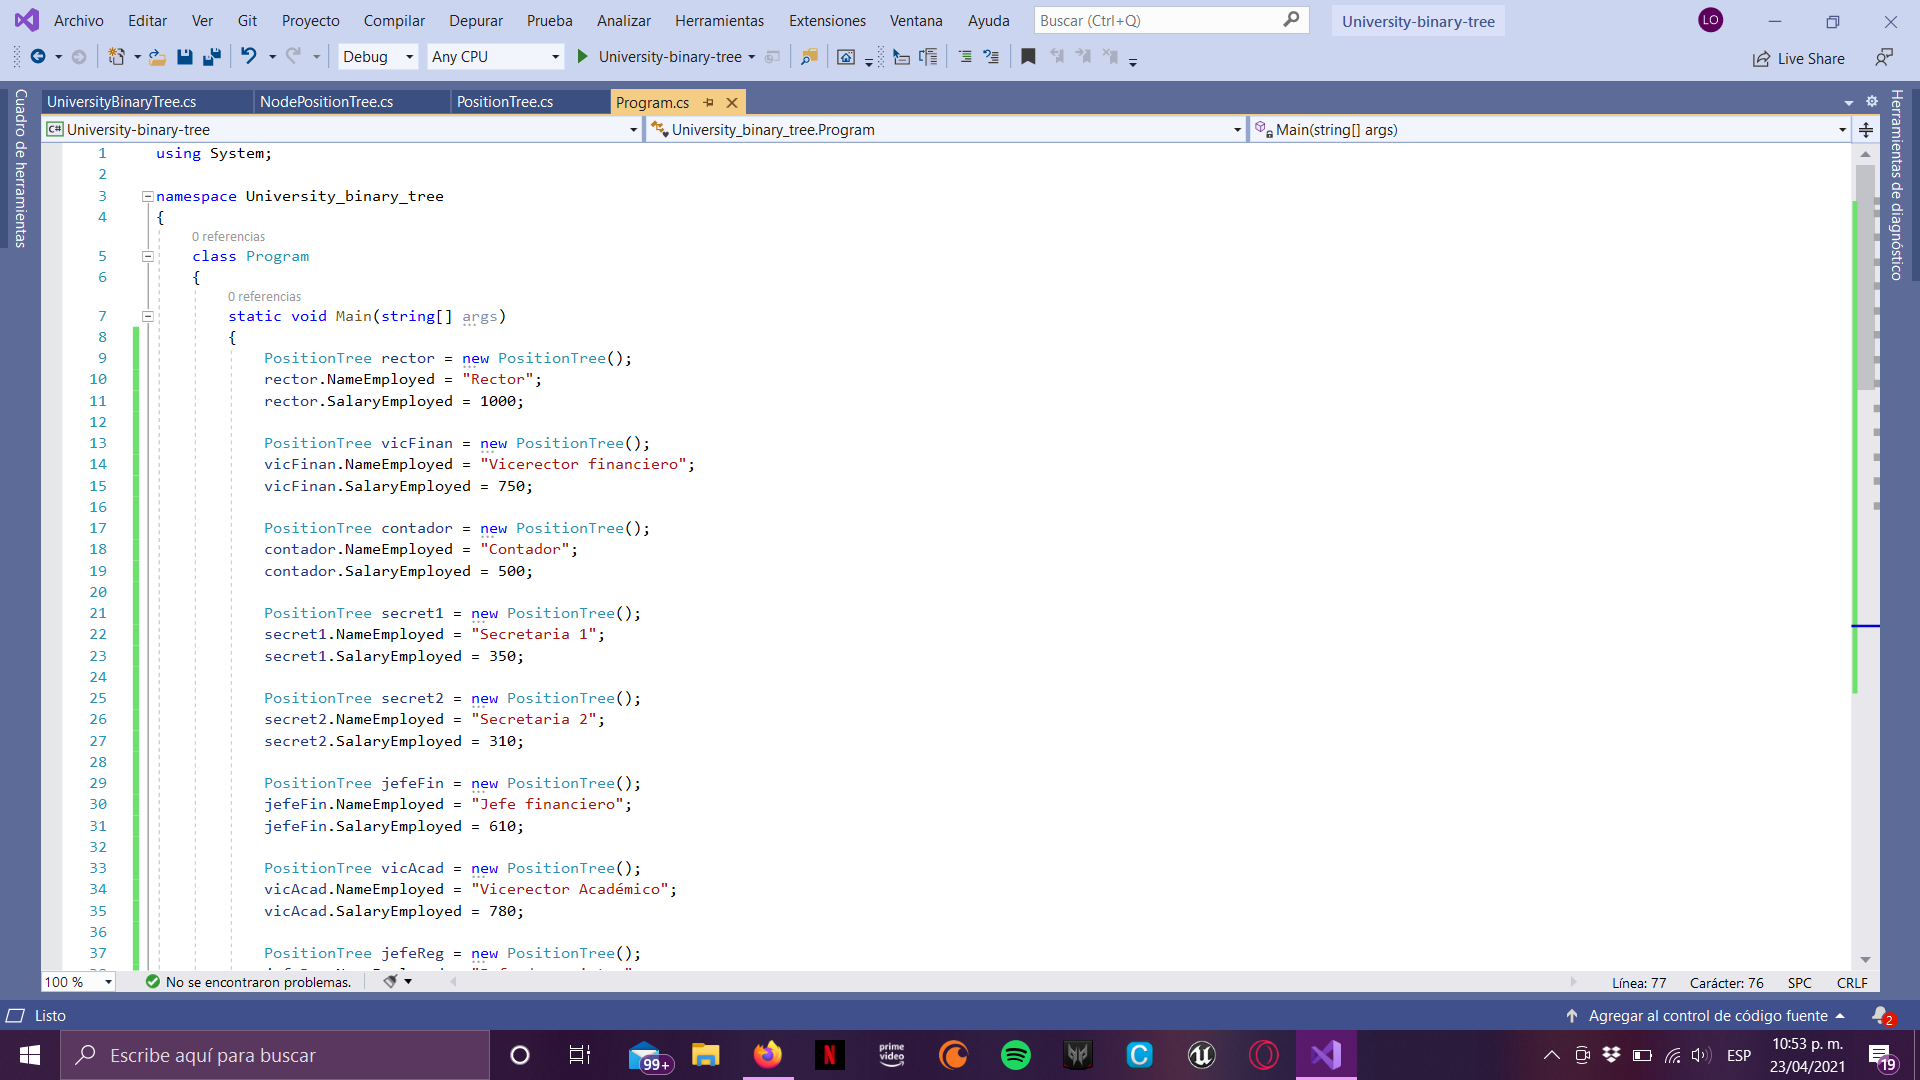 Archivo Editar Ver Git Proyecto Compilar Depurar Prueba Analizar Herramientas Extensiones Ventana Ayuda Buscar (Ctrl+Q) University-binary-tree LO
Debug Any CPU University-binary-tree Live Share
UniversityBinaryTree.cs NodePositionTree.cs PositionTree.cs Program.cs
C# University-binary-tree University_binary_tree.Program Main(string[] args)
Cuadro de herramientas
Herramientas de diagnóstico
1 using System;
2
3 namespace University_binary_tree
4 {
0 referencias
5 class Program
6 {
0 referencias
7 static void Main(string[] args)
8 {
9 PositionTree rector = new PositionTree();
10 rector.NameEmployed = "Rector";
11 rector.SalaryEmployed = 1000;
12
13 PositionTree vicFinan = new PositionTree();
14 vicFinan.NameEmployed = "Vicerector financiero";
15 vicFinan.SalaryEmployed = 750;
16
17 PositionTree contador = new PositionTree();
18 contador.NameEmployed = "Contador";
19 contador.SalaryEmployed = 500;
20
21 PositionTree secret1 = new PositionTree();
22 secret1.NameEmployed = "Secretaria 1";
23 secret1.SalaryEmployed = 350;
24
25 PositionTree secret2 = new PositionTree();
26 secret2.NameEmployed = "Secretaria 2";
27 secret2.SalaryEmployed = 310;
28
29 PositionTree jefeFin = new PositionTree();
30 jefeFin.NameEmployed = "Jefe financiero";
31 jefeFin.SalaryEmployed = 610;
32
33 PositionTree vicAcad = new PositionTree();
34 vicAcad.NameEmployed = "Vicerector Académico";
35 vicAcad.SalaryEmployed = 780;
36
37 PositionTree jefeReg = new PositionTree();
100 % No se encontraron problemas. Línea: 77 Carácter: 76 SPC CRLF
Listo Agregar al control de código fuente 2
Escribe aquí para buscar 99+ N prime video C ESP 10:53 p. m.
23/04/2021 19